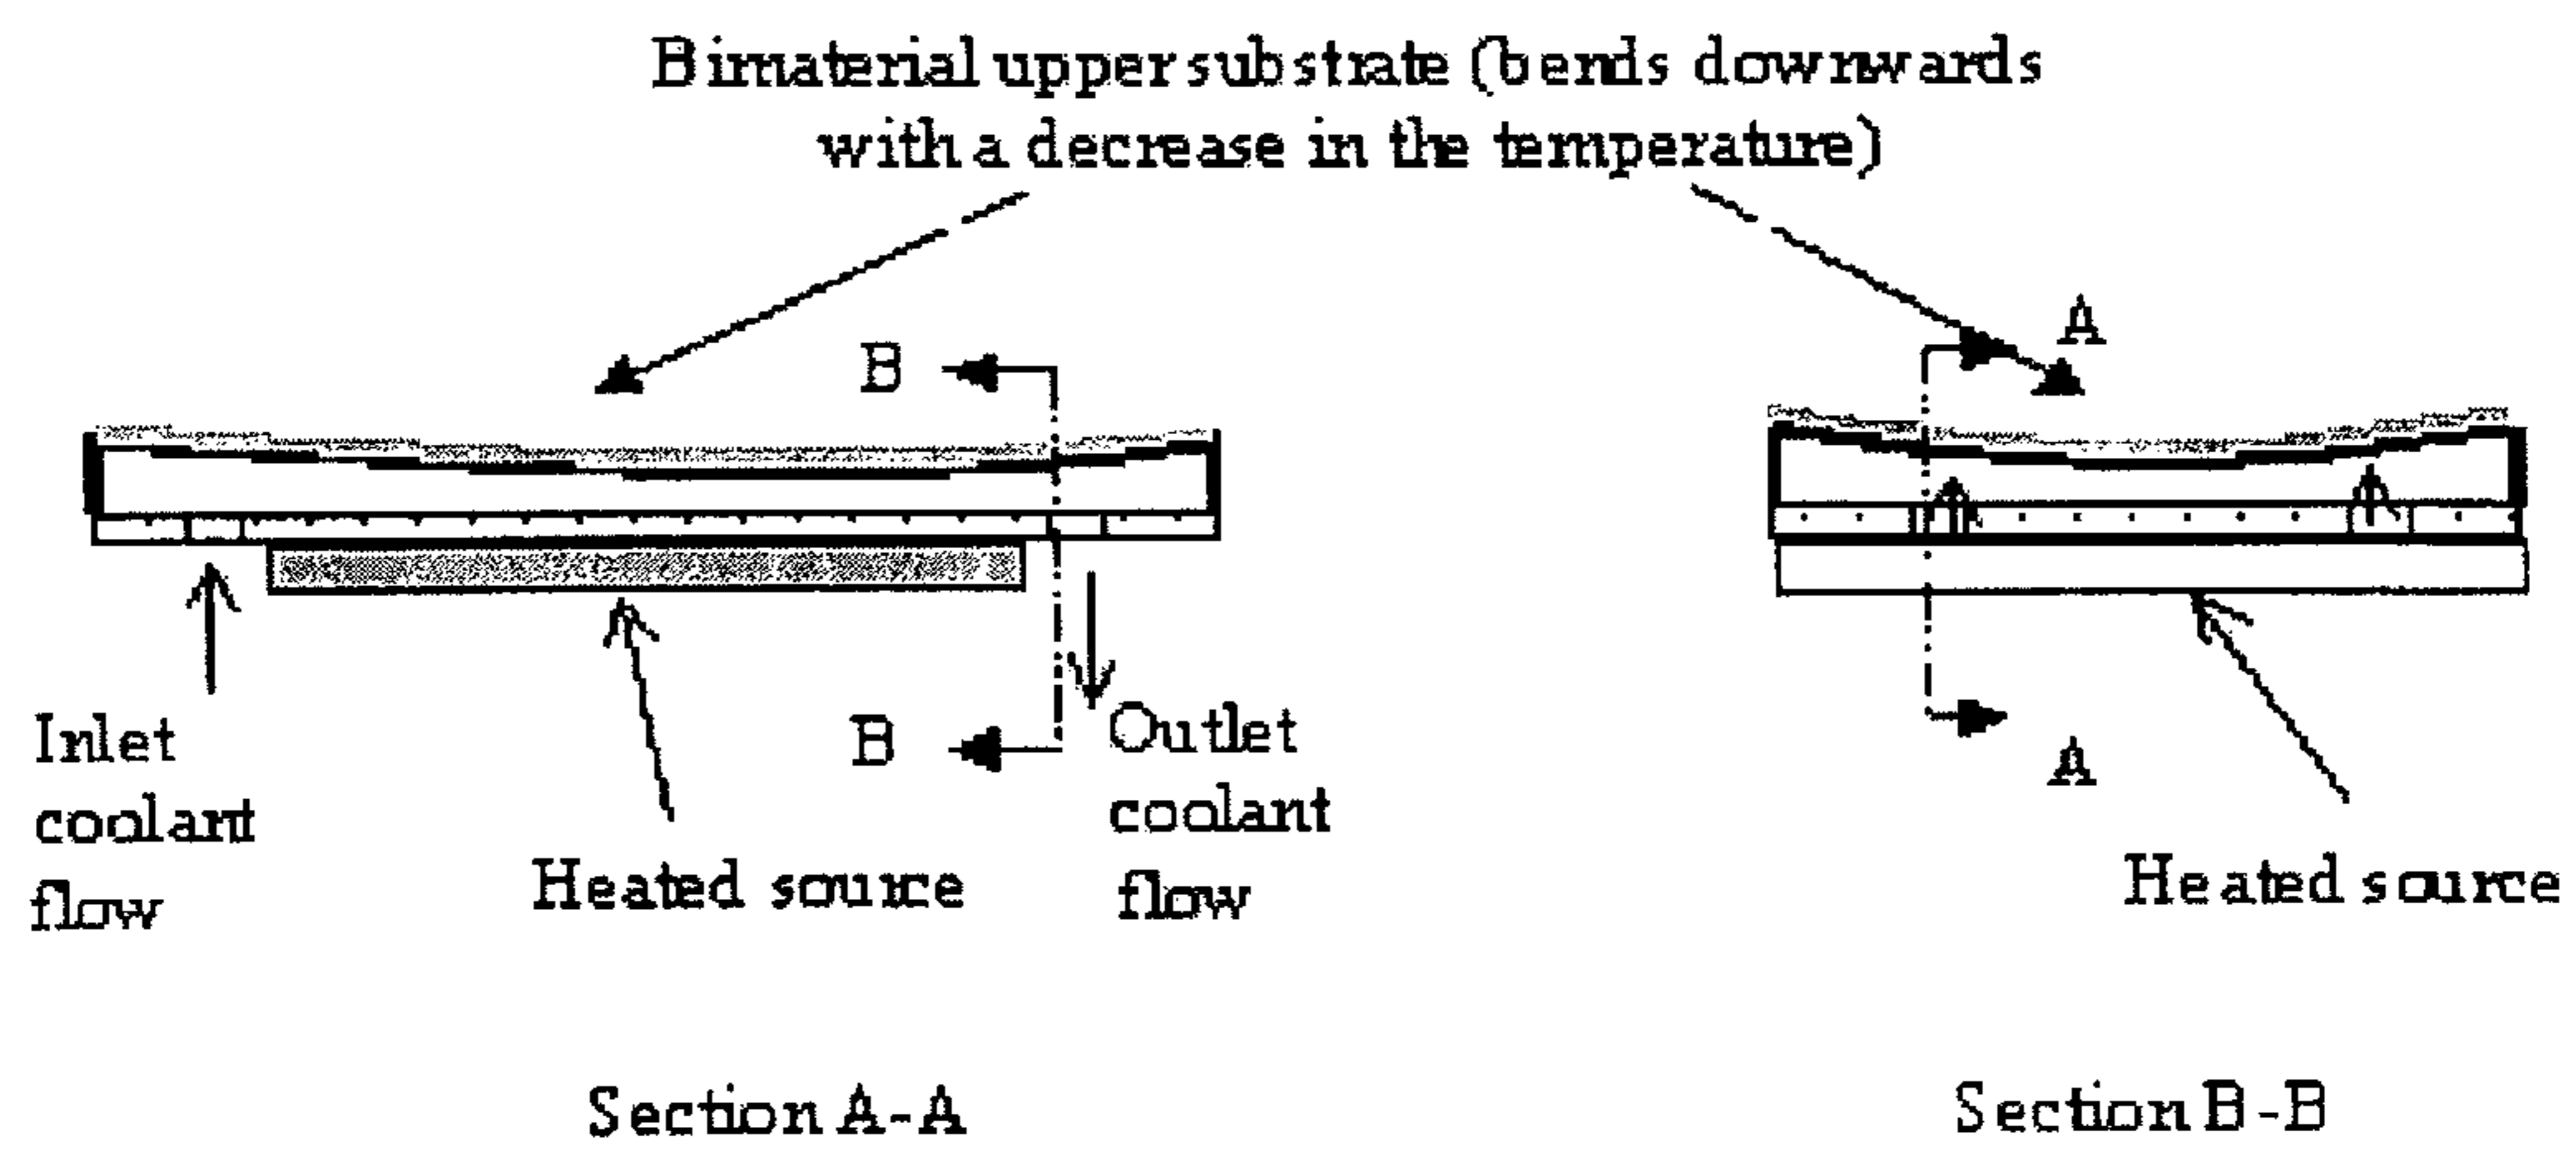 Bimaterial upper substrate (bends downwards
with a decrease in the temperature)
B
A
B
A
Inlet
coolant
flow
Outlet
coolant
flow
Heated source
Heated source
Section A-A
Section B-B